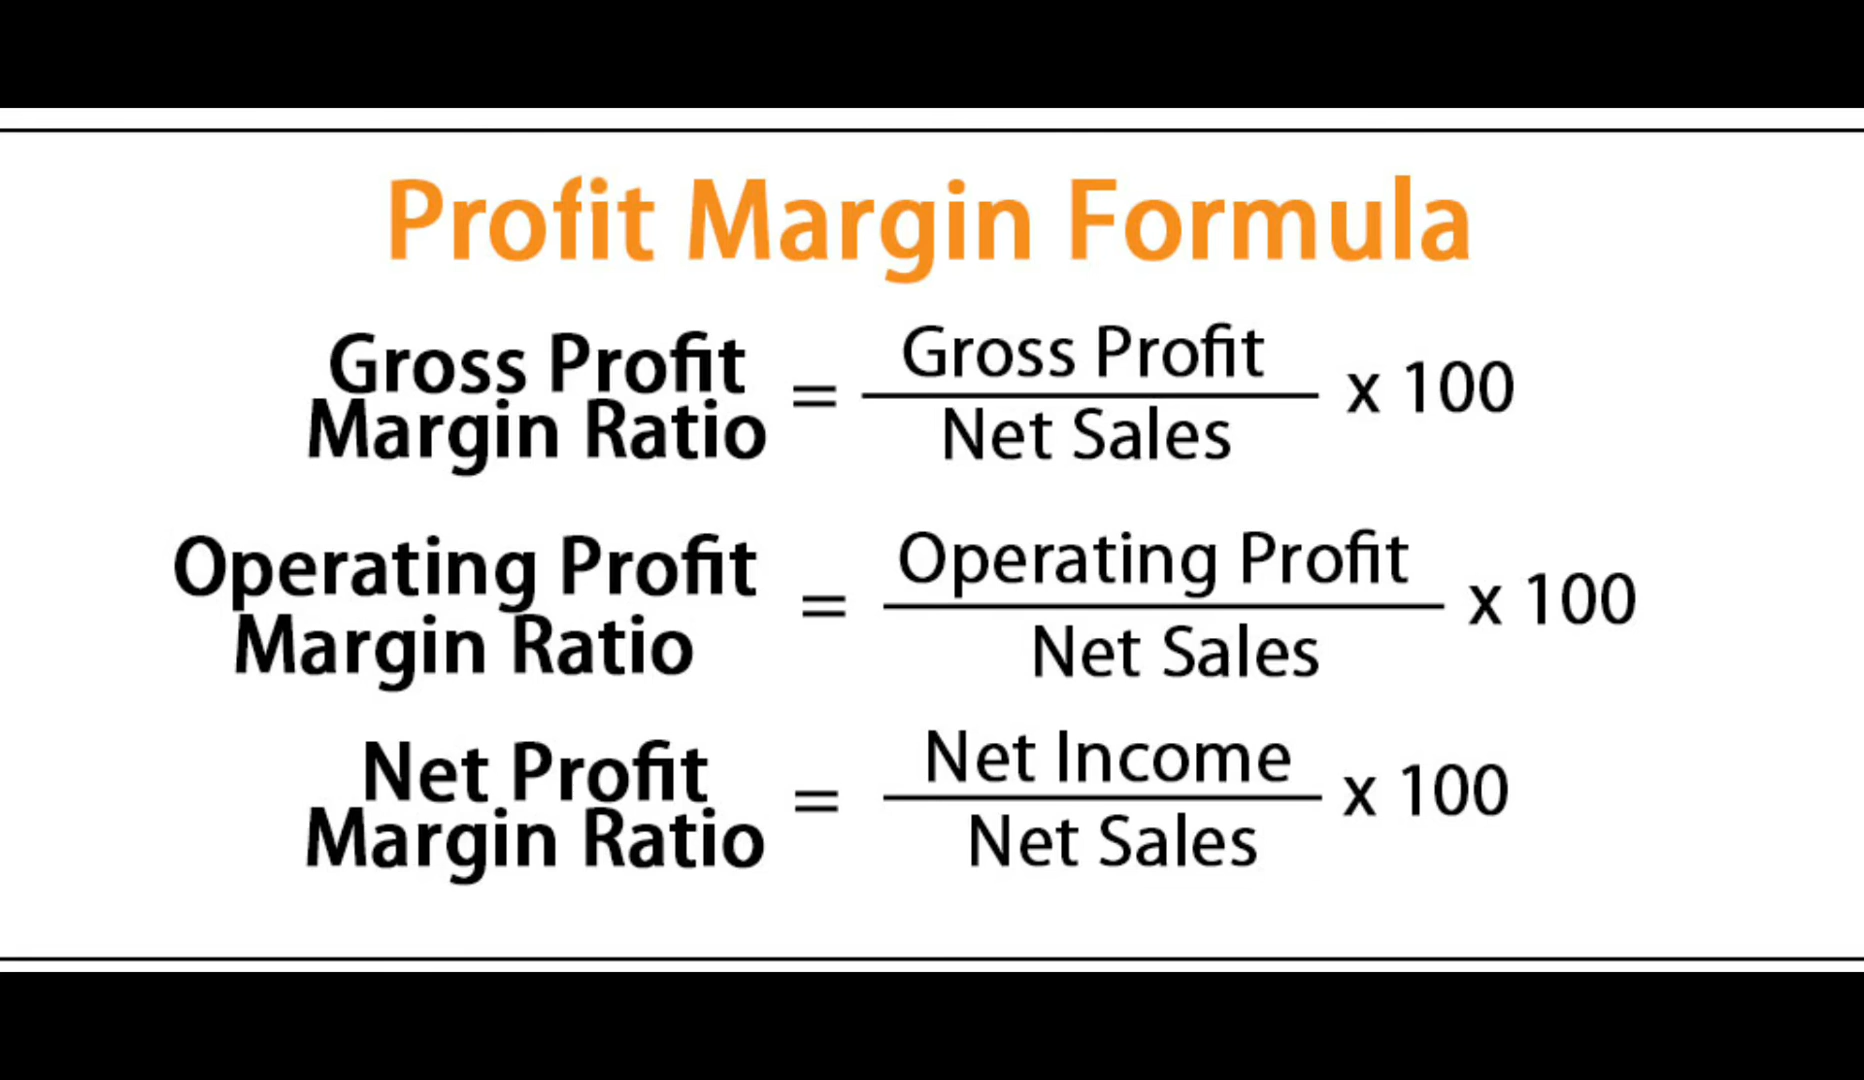 Profit Margin Formula
Gross Profit
Margin Ratio
=
Gross Profit
Net Sales
x 100
Operating Profit
Margin Ratio
=
Operating Profit
Net Sales
x 100
Net Profit
Margin Ratio
=
Net Income
Net Sales
x 100